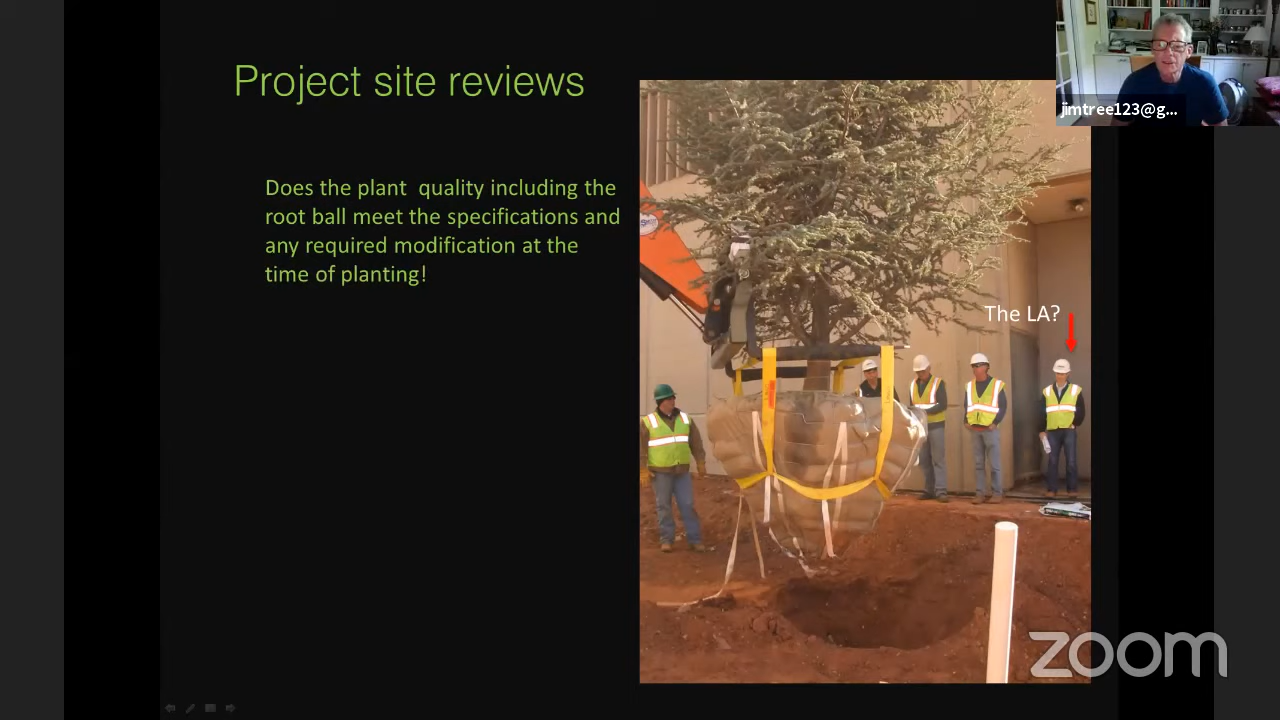 Project site reviews
jimtree123@g...
Does the plant quality including the
root ball meet the specifications and
any required modification at the
time of planting!
The LA?
zoom